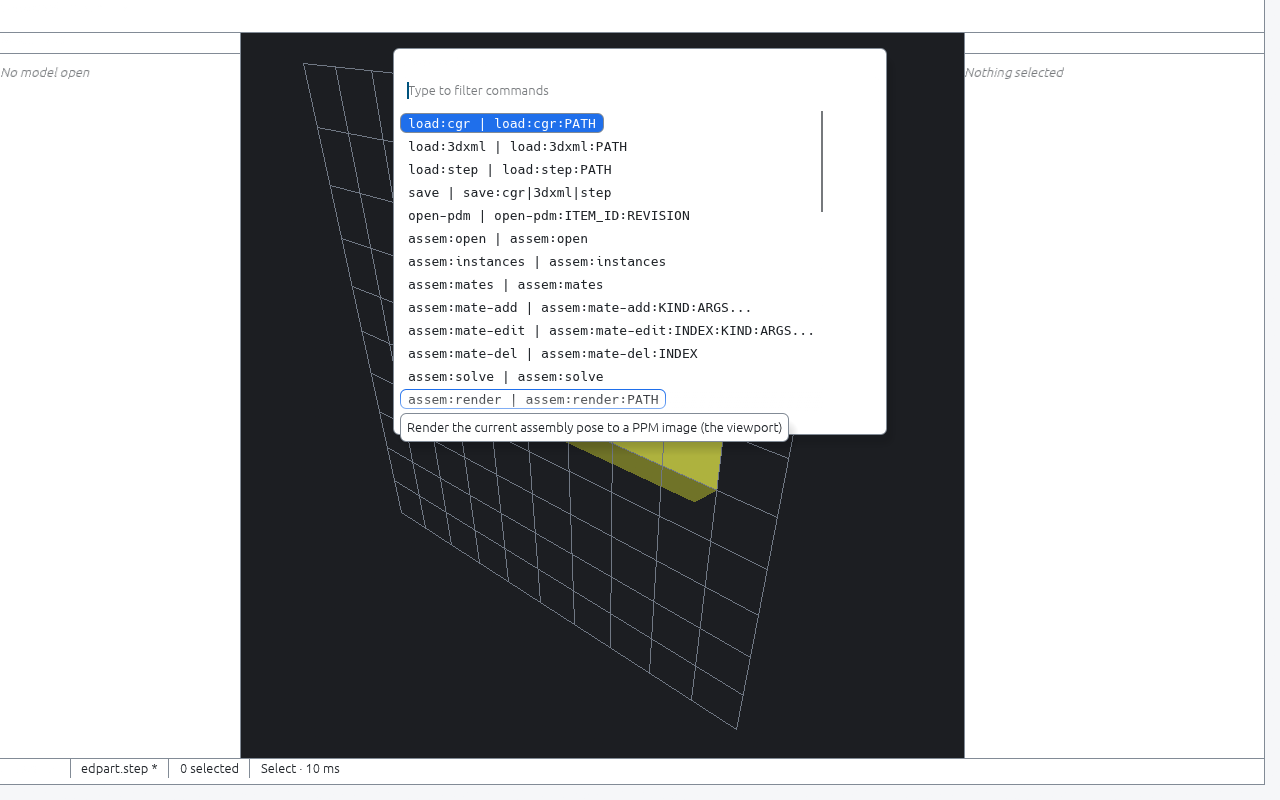 No model open
Nothing selected
Type to filter commands
load:cgr | load:cgr:PATH
load:3dxml | load:3dxml:PATH
load:step | load:step:PATH
save | save:cgr|3dxml|step
open-pdm | open-pdm:ITEM_ID:REVISION
assem:open | assem:open
assem:instances | assem:instances
assem:mates | assem:mates
assem:mate-add | assem:mate-add:KIND:ARGS...
assem:mate-edit | assem:mate-edit:INDEX:KIND:ARGS...
assem:mate-del | assem:mate-del:INDEX
assem:solve | assem:solve
assem:render | assem:render:PATH
Render the current assembly pose to a PPM image (the viewport)
edpart.step * 0 selected Select · 10 ms